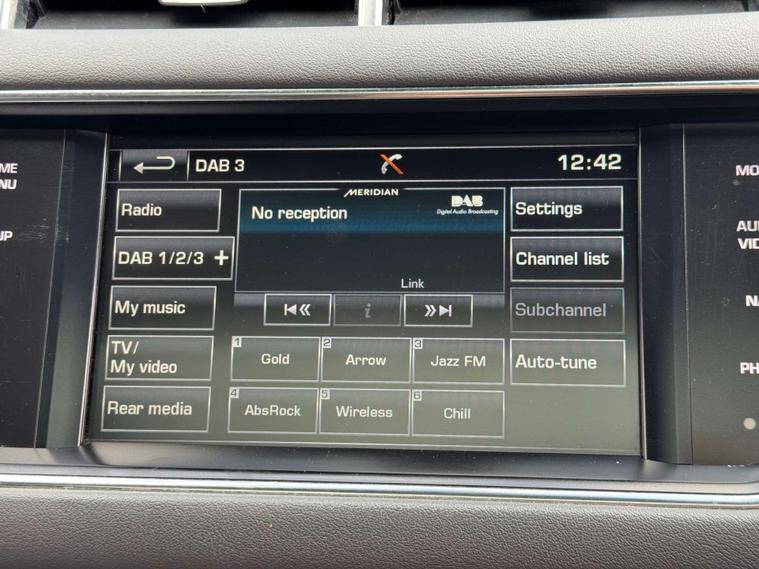 DAB 3
12:42
MERIDIAN
Radio
No reception
DAB
Digital Audio Broadcasting
Settings
DAB 1/2/3 +
Channel list
Link
My music
i
Subchannel
TV/
My video
1 Gold
2 Arrow
3 Jazz FM
Auto-tune
Rear media
4 AbsRock
5 Wireless
6 Chill